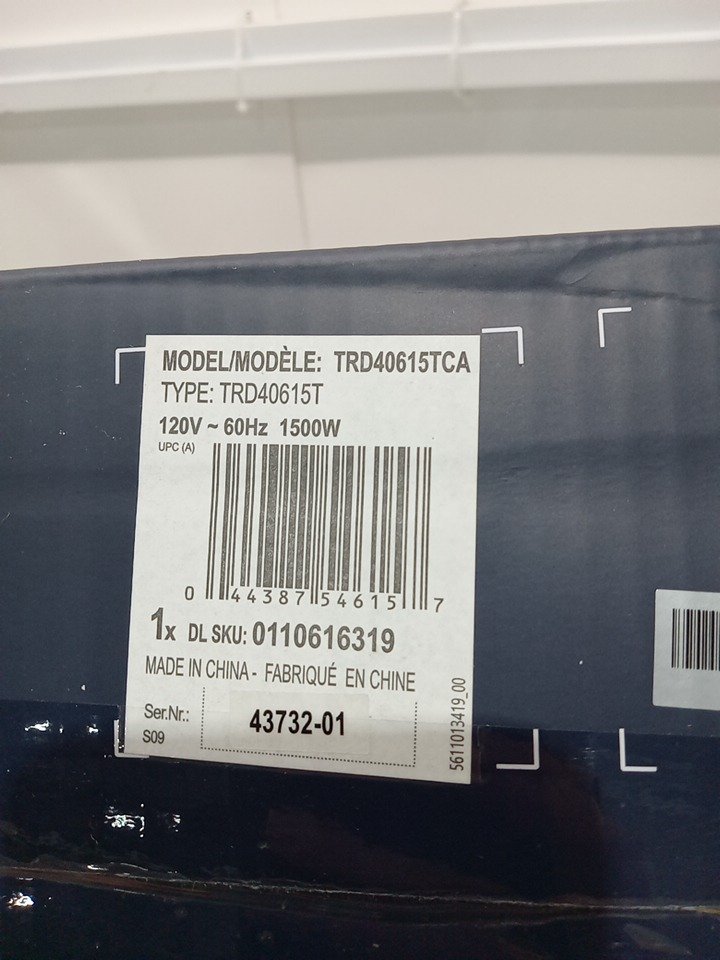 MODEL/MODÈLE: TRD40615TCA
TYPE: TRD40615T
120V ~ 60Hz 1500W
UPC (A)
0 44387 54615 7
1x DL SKU: 0110616319
MADE IN CHINA - FABRIQUÉ EN CHINE
Ser.Nr.: 43732-01
S09
5611013419_00